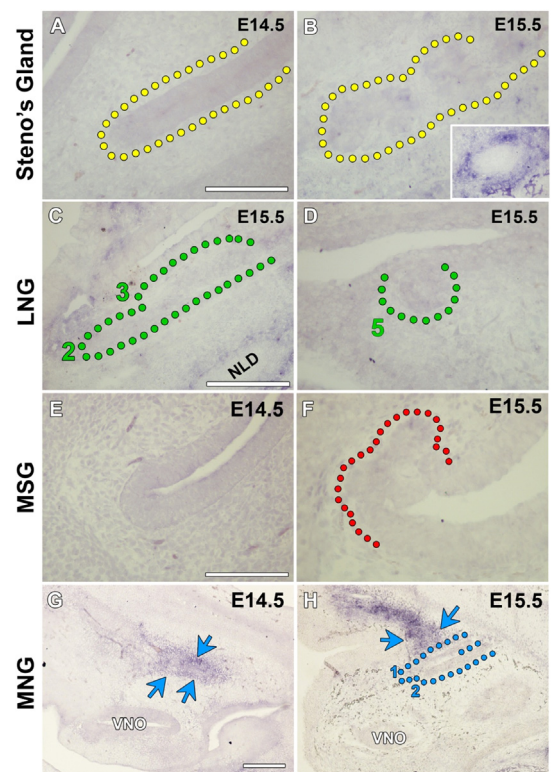 Steno's Gland
A
E14.5
B
E15.5
LNG
C
E15.5
3
2
NLD
D
E15.5
5
MSG
E
E14.5
F
E15.5
MNG
G
E14.5
VNO
H
E15.5
1
2
VNO